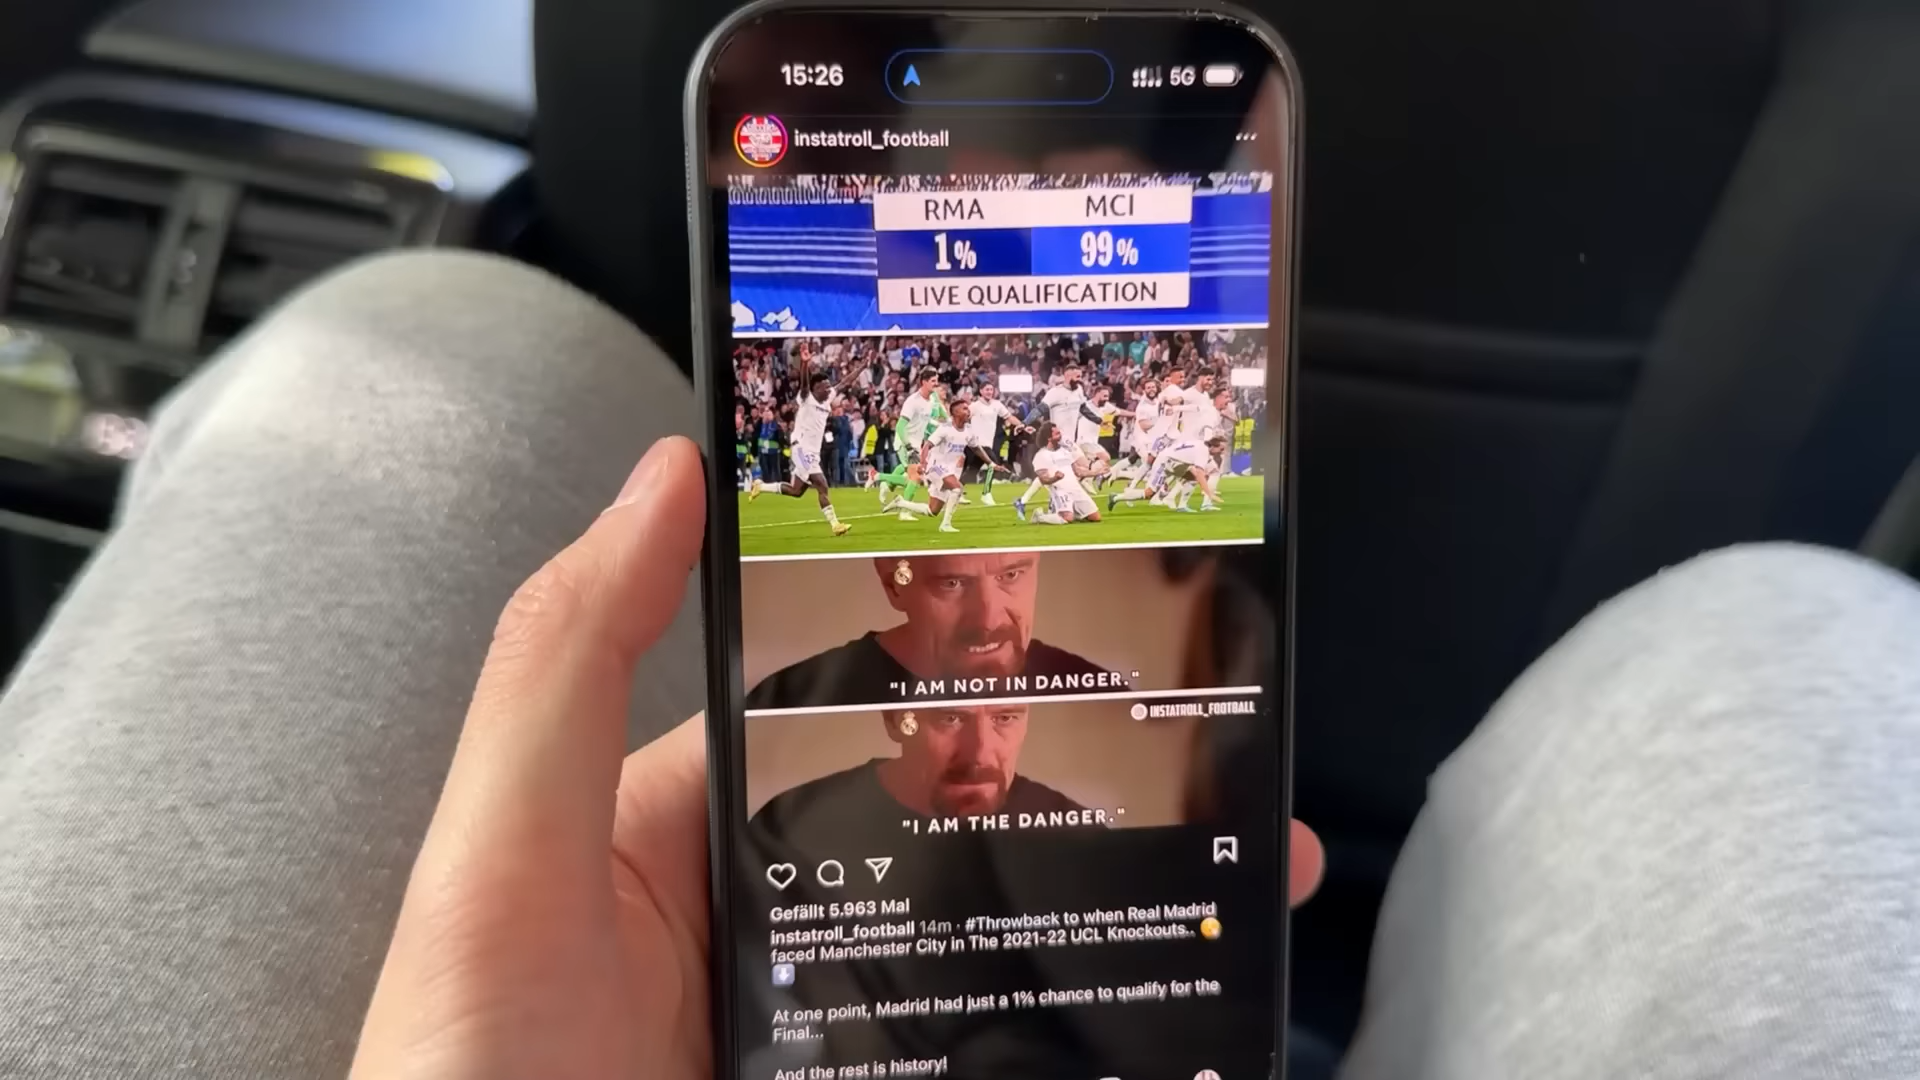 15:26
5G
instatroll_football
RMA MCI
1% 99%
LIVE QUALIFICATION
"I AM NOT IN DANGER."
INSTATROLL_FOOTBALL
"I AM THE DANGER."
Gefällt 5.963 Mal
instatroll_football 14m · #Throwback to when Real Madrid
faced Manchester City in The 2021-22 UCL Knockouts..
At one point, Madrid had just a 1% chance to qualify for the
Final...
And the rest is history!